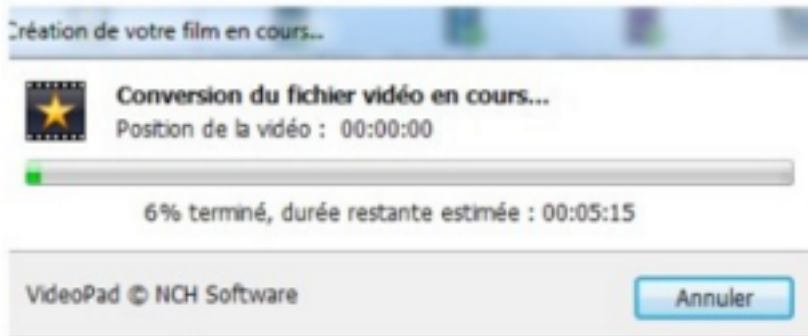 Création de votre film en cours...
Conversion du fichier vidéo en cours...
Position de la vidéo : 00:00:00
6% terminé, durée restante estimée : 00:05:15
VideoPad © NCH Software
Annuler